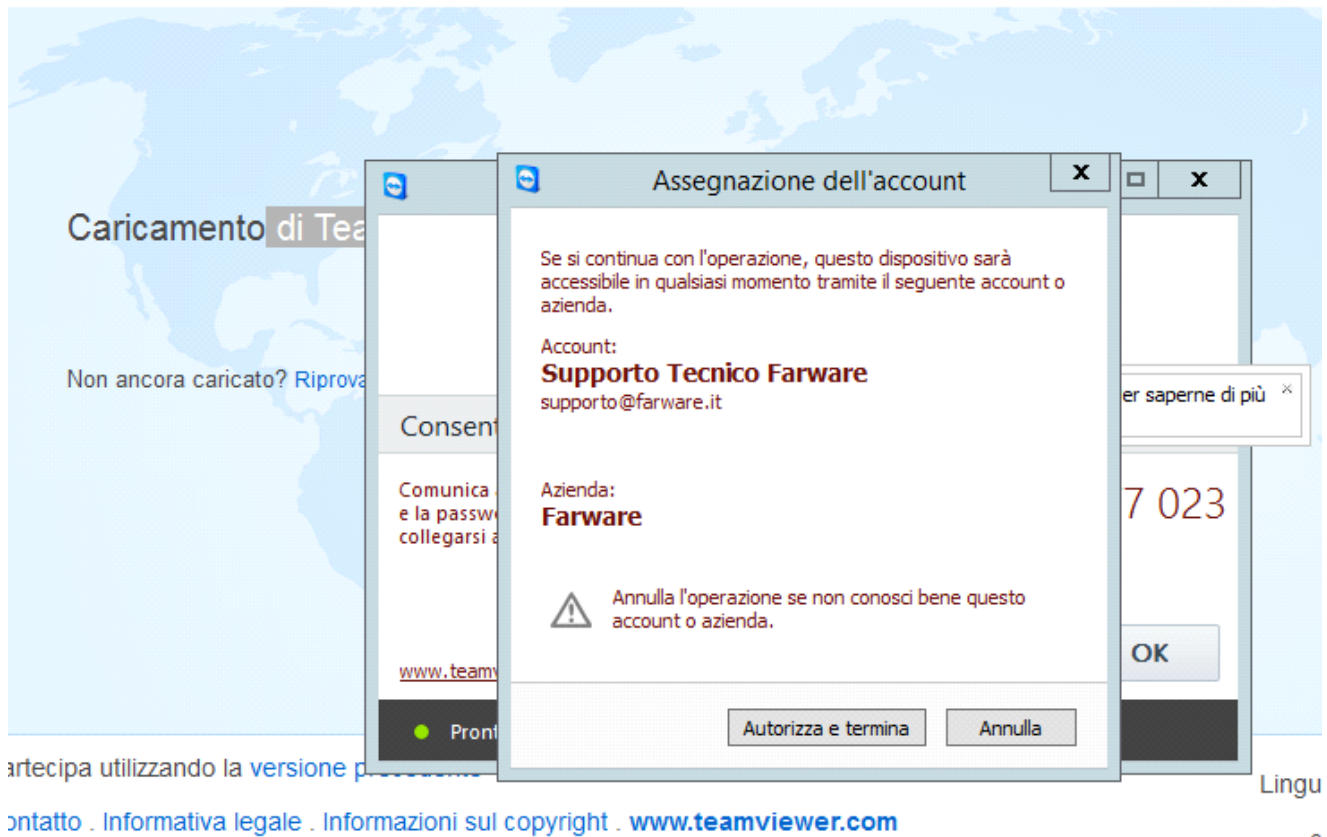 Assegnazione dell'account
x
x
Caricamento di Tea
Se si continua con l'operazione, questo dispositivo sarà
accessibile in qualsiasi momento tramite il seguente account o
azienda.
Account:
Supporto Tecnico Farware
supporto@farware.it
Non ancora caricato? Riprova
er saperne di più ×
Consent
Comunica
e la passwo
collegarsi a
Azienda:
Farware
7 023
Annulla l'operazione se non conosci bene questo
account o azienda.
www.teamv
OK
Pront
Autorizza e termina
Annulla
artecipa utilizzando la versione precedente
Lingu
ontatto . Informativa legale . Informazioni sul copyright . www.teamviewer.com